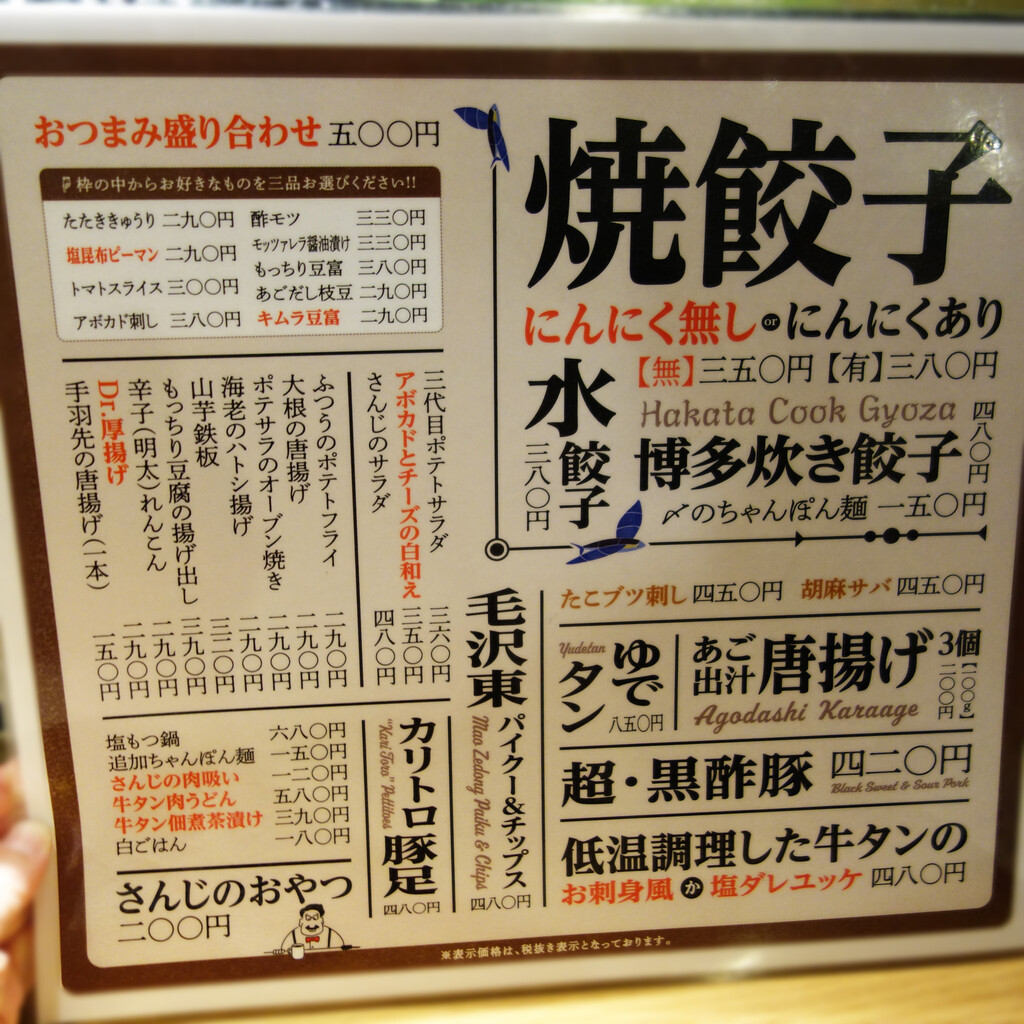 おつまみ盛り合わせ 五〇〇円
枠の中からお好きなものを三品お選びください!!
たたききゅうり 二九〇円
塩昆布ピーマン 二九〇円
トマトスライス 三〇〇円
アボカド刺し 三八〇円
酢モツ 三三〇円
モッツァレラ醤油漬け 三三〇円
もっちり豆富 三八〇円
あごだし枝豆 二九〇円
キムラ豆富 二九〇円
焼餃子
にんにく無し or にんにくあり
【無】三五〇円【有】三八〇円
水餃子 三八〇円
Hakata Cook Gyoza
博多炊き餃子 四八〇円
〆のちゃんぽん麺 一五〇円
三代目ポテトサラダ 三六〇円
アボカドとチーズの白和え 三五〇円
さんじのサラダ 四八〇円
ふつうのポテトフライ 二九〇円
大根の唐揚げ 二九〇円
ポテサラのオーブン焼き 二九〇円
海老のハトシ揚げ 二九〇円
山芋鉄板 三三〇円
もっちり豆腐の揚げ出し 三九〇円
辛子(明太)れんこん 二九〇円
Dr.厚揚げ 二九〇円
手羽先の唐揚げ(一本) 一五〇円
たこブツ刺し 四五〇円 胡麻サバ 四五〇円
Yudetan
ゆでタン 八五〇円
あご出汁唐揚げ 3個【一〇〇g】二〇〇円
Agodashi Karaage
超・黒酢豚 四二〇円
Black Sweet & Sour Pork
低温調理した牛タンの
お刺身風 か 塩ダレユッケ 四八〇円
毛沢東パイクー&チップス 四八〇円
Mao Zedong Paiku & Chips
カリトロ豚足 四八〇円
"Kari Toro" Pettitoes
塩もつ鍋 六八〇円
追加ちゃんぽん麺 一五〇円
さんじの肉吸い 一二〇円
牛タン肉うどん 五八〇円
牛タン佃煮茶漬け 三九〇円
白ごはん 一八〇円
さんじのおやつ
二〇〇円
※表示価格は、税抜き表示となっております。